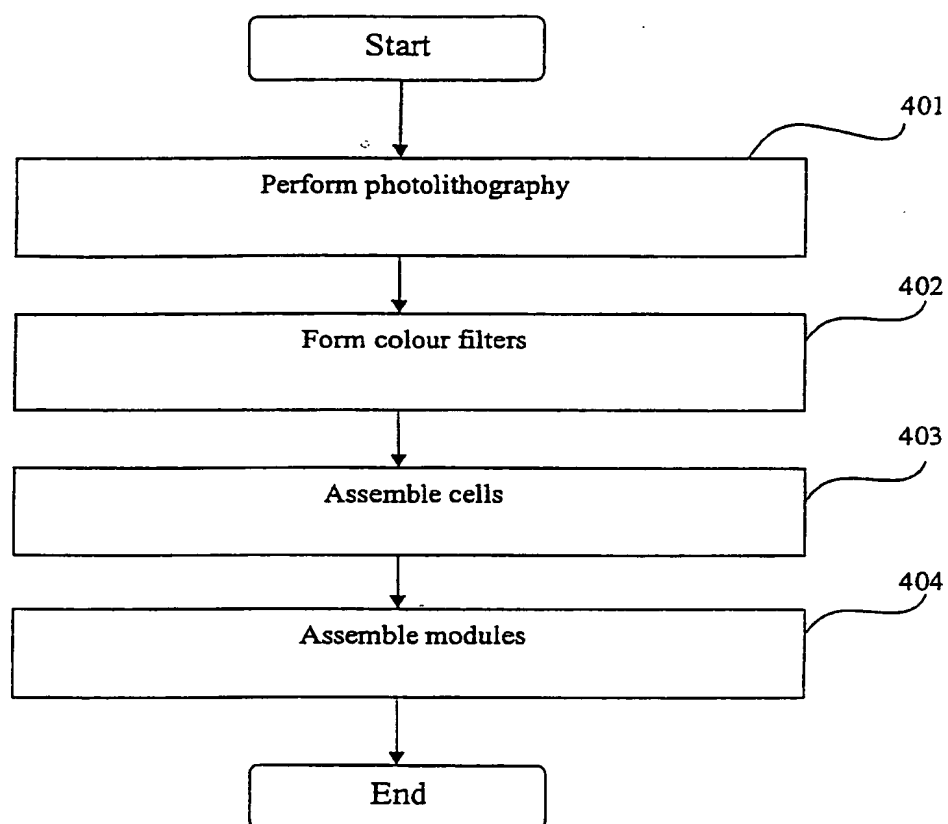 Start
401
Perform photolithography
402
Form colour filters
403
Assemble cells
404
Assemble modules
End